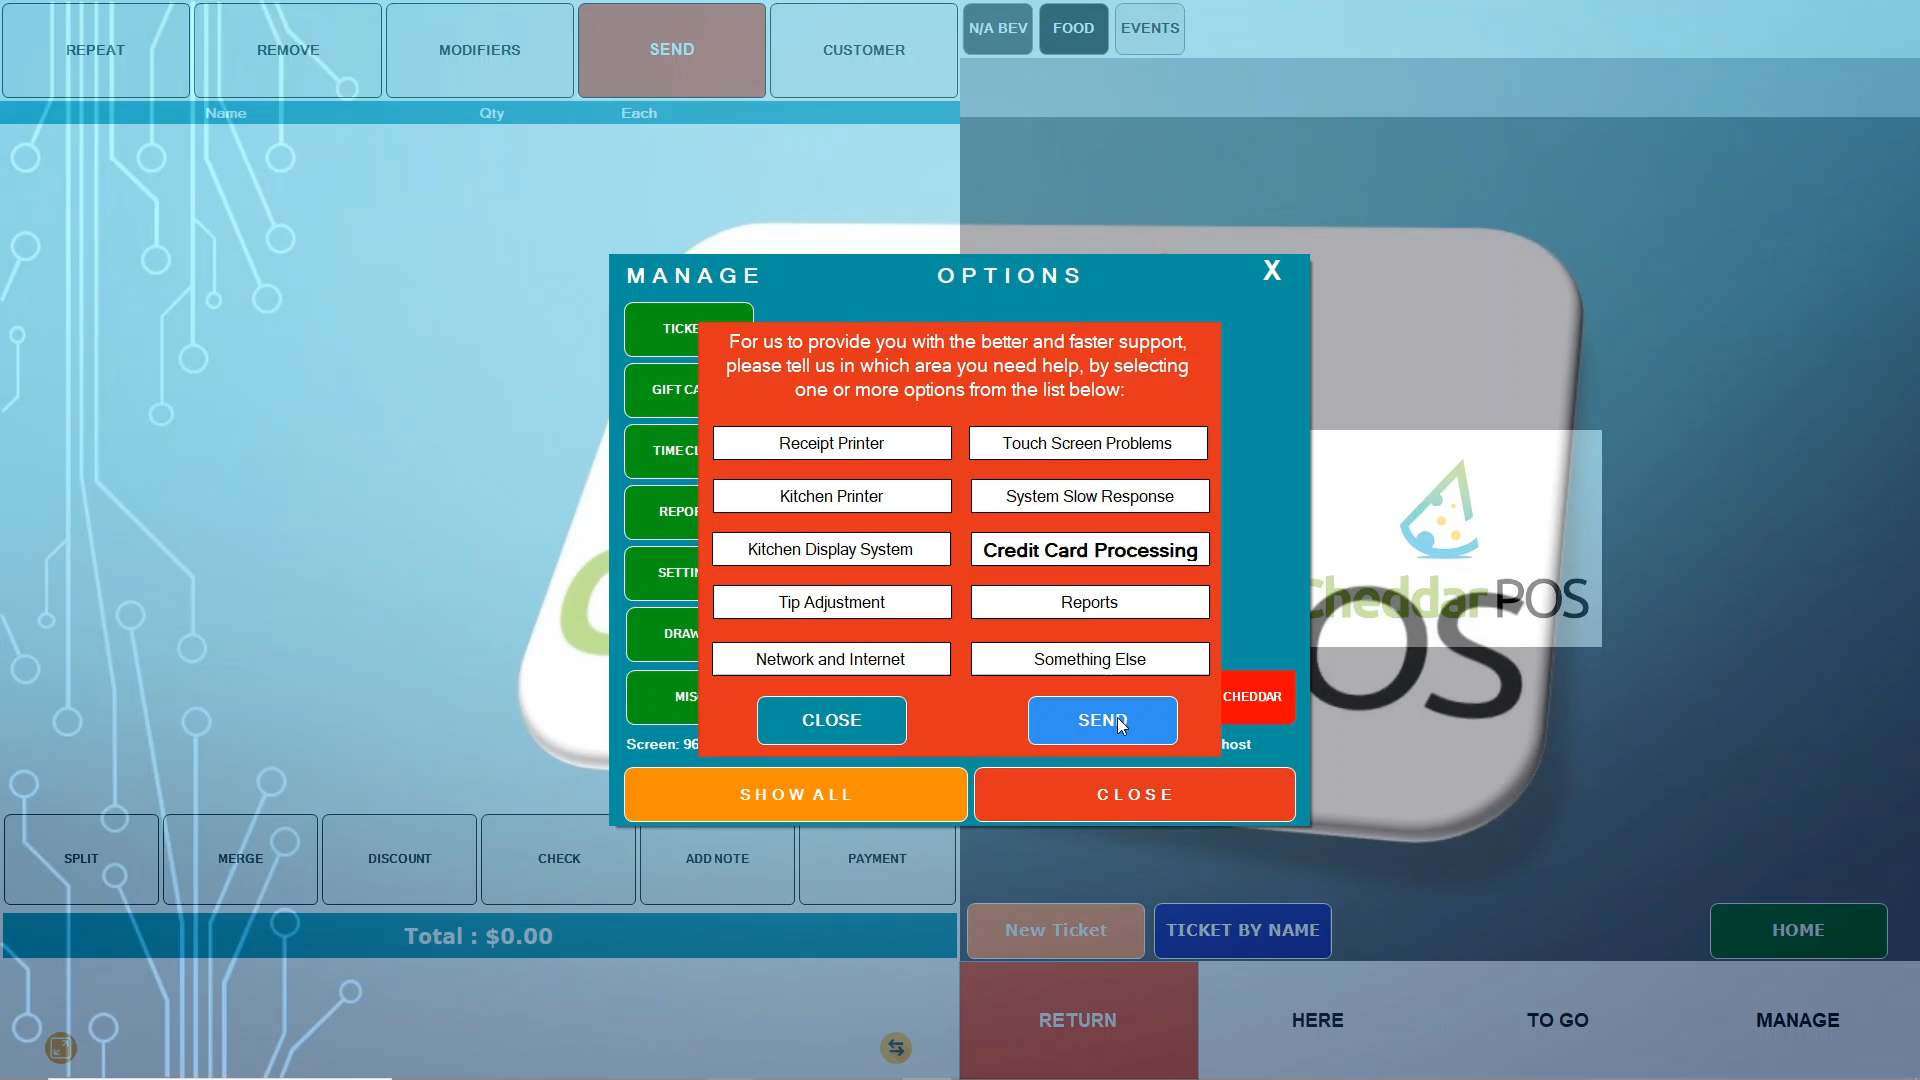 REPEAT
REMOVE
MODIFIERS
SEND
CUSTOMER
N/A BEV
FOOD
EVENTS
Name
Qty
Each
MANAGE
OPTIONS
X
For us to provide you with the better and faster support,
please tell us in which area you need help, by selecting
one or more options from the list below:
Receipt Printer
Touch Screen Problems
Kitchen Printer
System Slow Response
Kitchen Display System
Credit Card Processing
Tip Adjustment
Reports
Network and Internet
Something Else
CLOSE
SEND
TICKE
GIFT CA
TIME CL
REPOR
SETTIN
DRAW
MIS
CHEDDAR
Screen: 96
host
SHOW ALL
CLOSE
CheddarPOS
OS
SPLIT
MERGE
DISCOUNT
CHECK
ADD NOTE
PAYMENT
Total : $0.00
New Ticket
TICKET BY NAME
HOME
RETURN
HERE
TO GO
MANAGE